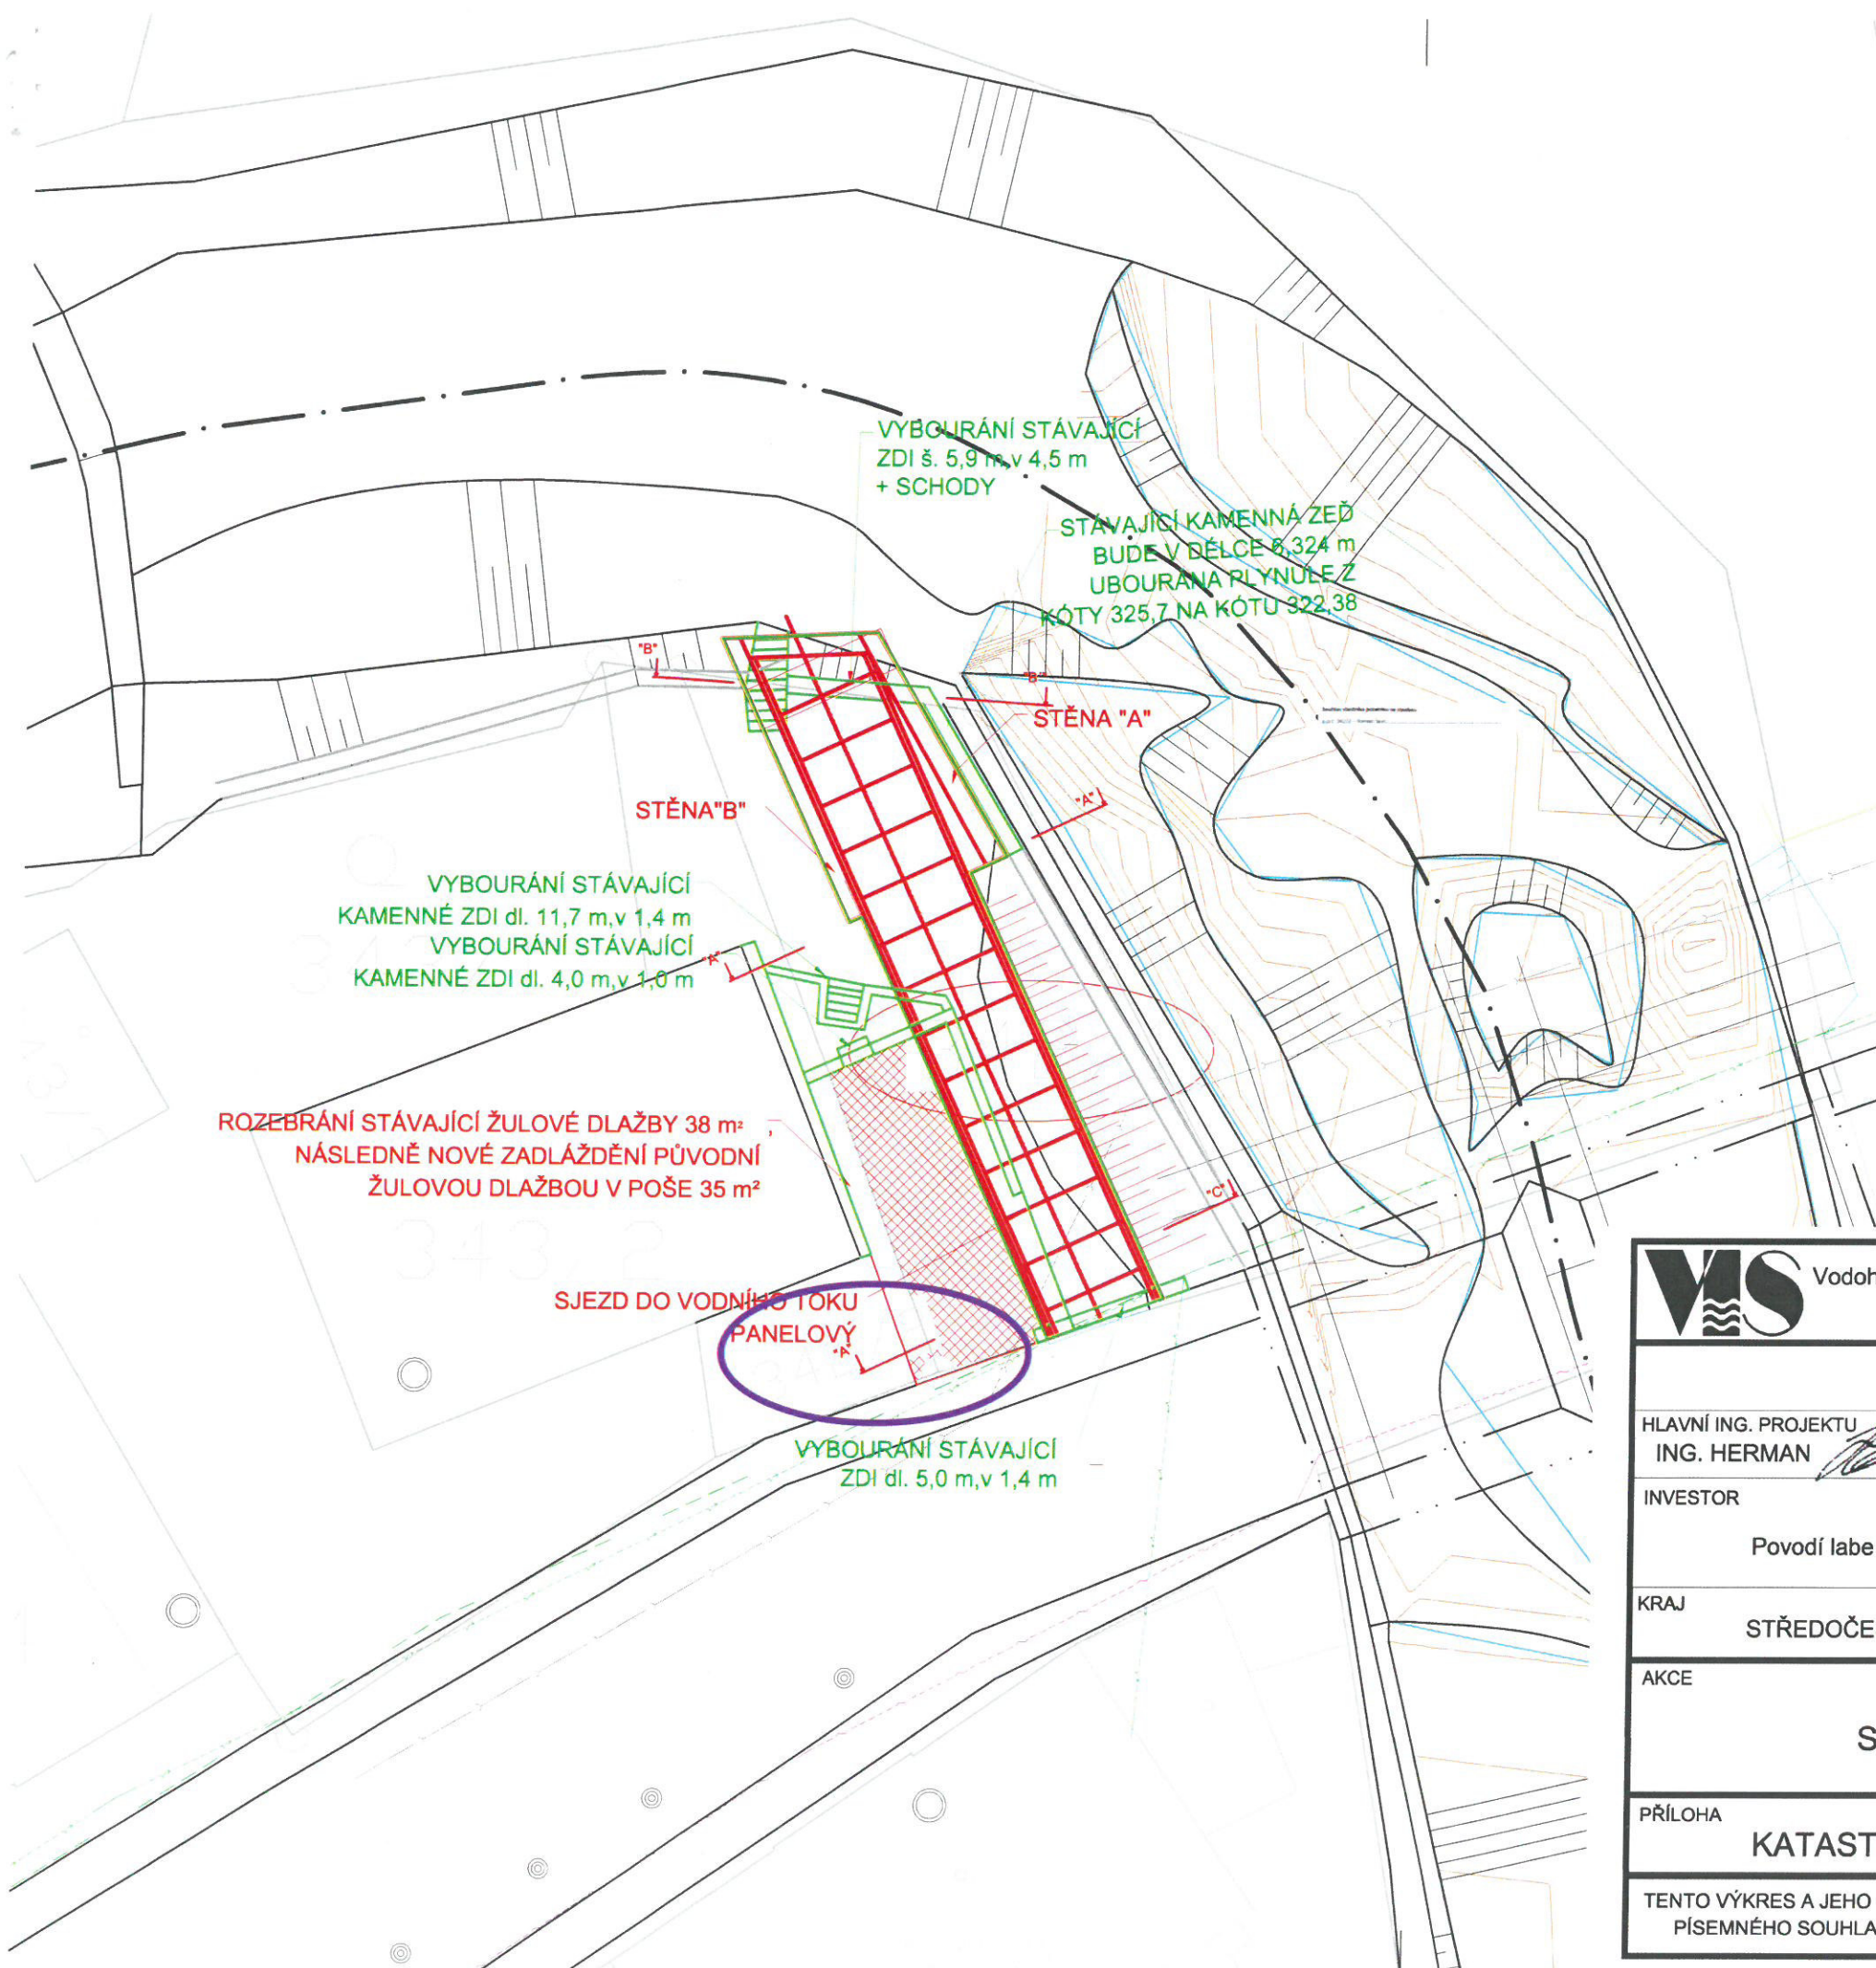 VYBOURÁNÍ STÁVAJÍCÍ
ZDI š. 5,9 m,v 4,5 m
+ SCHODY
STÁVAJÍCÍ KAMENNÁ ZEĎ
BUDE V DÉLCE 6,324 m
UBOURÁNA PLYNULE Z
KÓTY 325,7 NA KÓTU 322,38
"B"
"B"
STĚNA "A"
"A"
STĚNA"B"
VYBOURÁNÍ STÁVAJÍCÍ
KAMENNÉ ZDI dl. 11,7 m,v 1,4 m
VYBOURÁNÍ STÁVAJÍCÍ
KAMENNÉ ZDI dl. 4,0 m,v 1,0 m
"A"
ROZEBRÁNÍ STÁVAJÍCÍ ŽULOVÉ DLAŽBY 38 m²
NÁSLEDNĚ NOVÉ ZADLÁŽDĚNÍ PŮVODNÍ
ŽULOVOU DLAŽBOU V POŠE 35 m²
"C"
343 2
SJEZD DO VODNÍHO TOKU
PANELOVÝ
"A"
VYBOURÁNÍ STÁVAJÍCÍ
ZDI dl. 5,0 m,v 1,4 m
VIS
Vodoh
HLAVNÍ ING. PROJEKTU
ING. HERMAN
INVESTOR
Povodí labe
KRAJ
STŘEDOČE
AKCE
S
PŘÍLOHA
KATAST
TENTO VÝKRES A JEHO
PÍSEMNÉHO SOUHLA